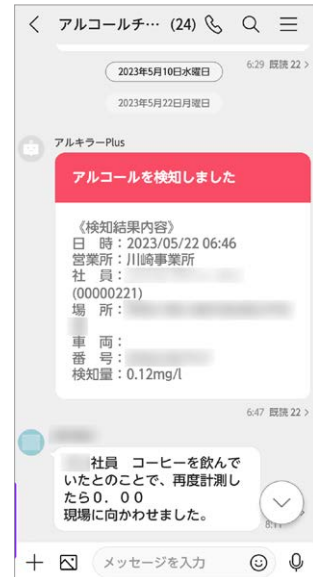 アルコールチ… (24)
6:29 既読 22
2023年5月10日水曜日
2023年5月22日月曜日
アルキラーPlus
アルコールを検知しました
《検知結果内容》
日　時：2023/05/22 06:46
営業所：川崎事業所
社　員：
(00000221)
場　所：
車　両：
番　号：
検知量：0.12mg/l
6:47 既読 22
社員　コーヒーを飲んで
いたとのことで、再度計測し
たら０．００
現場に向かわせました。
メッセージを入力